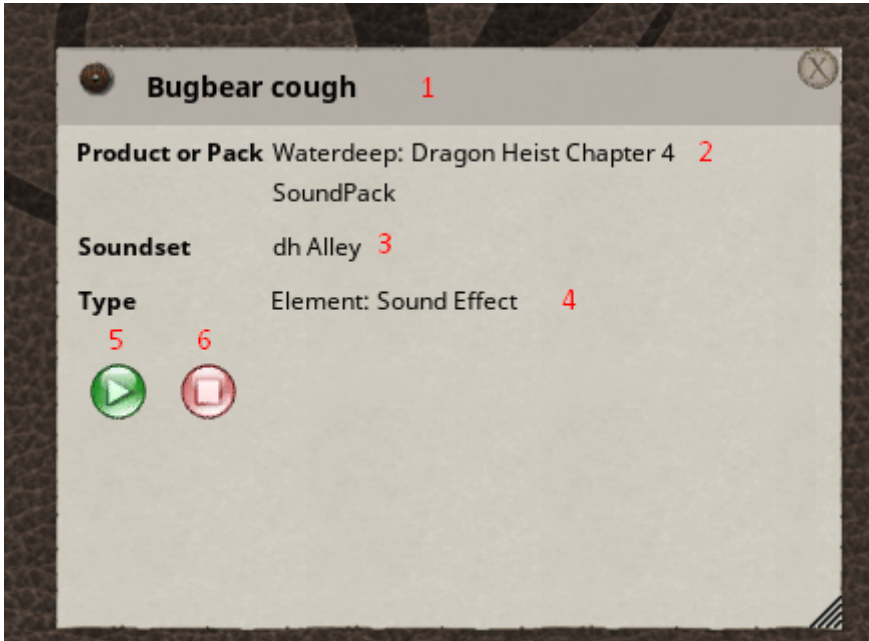 Bugbear cough 1
Product or Pack Waterdeep: Dragon Heist Chapter 4 2
SoundPack
Soundset dh Alley 3
Type Element: Sound Effect 4
5 6
X